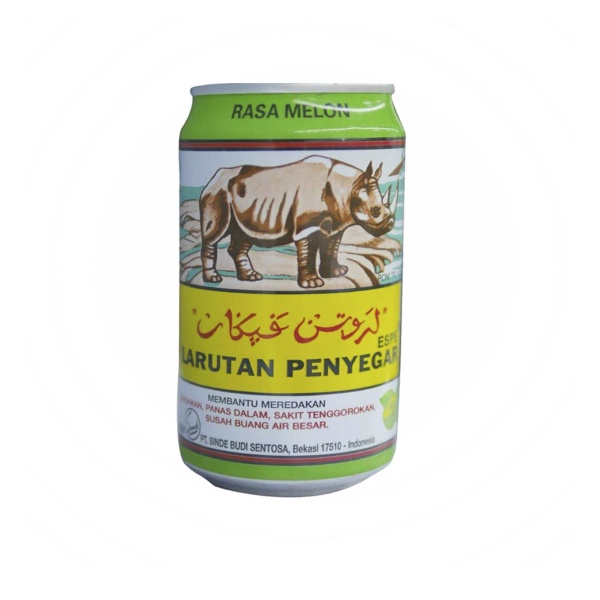 RASA MELON
"لروتن ڤيڬر"
ESPE
LARUTAN PENYEGAR
MEMBANTU MEREDAKAN
PANAS DALAM, SAKIT TENGGOROKAN,
SUSAH BUANG AIR BESAR.
PT. SINDE BUDI SENTOSA, Bekasi 17510 - Indonesia